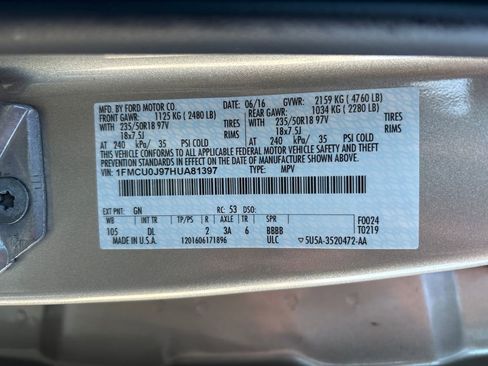 MFD. BY FORD MOTOR CO.
DATE: 06/16 GVWR: 2159 KG ( 4760 LB)
FRONT GAWR: 1125 KG ( 2480 LB) REAR GAWR: 1034 KG ( 2280 LB)
WITH 235/50R18 97V TIRES WITH 235/50R18 97V TIRES
18x7.5J RIMS 18x7.5J RIMS
AT 240 kPa/ 35 PSI COLD AT 240 kPa/ 35 PSI COLD
THIS VEHICLE CONFORMS TO ALL APPLICABLE FEDERAL MOTOR VEHICLE SAFETY, BUMPER, AND THEFT
PREVENTION STANDARDS IN EFFECT ON THE DATE OF MANUFACTURE SHOWN ABOVE.
VIN: 1FMCU0J97HUA81397 TYPE: MPV
EXT PNT: GN RC: 53 DSO: F0024
WB INT TR TP/PS R AX TR SPR T0219
105 DL 2 3A 6 BBBB
MADE IN U.S.A. 1201606171896 ULC 5U5A-3520472-AA